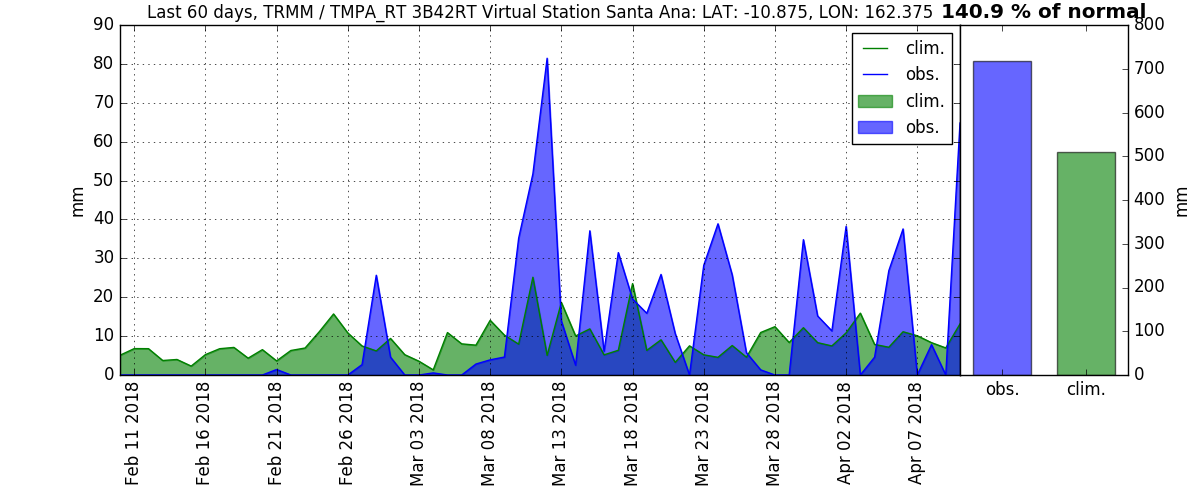 Last 60 days, TRMM / TMPA_RT 3B42RT Virtual Station Santa Ana: LAT: -10.875, LON: 162.375 140.9 % of normal
90
80
70
60
50
40
30
20
10
0
mm
clim.
obs.
clim.
obs.
800
700
600
500
400
300
200
100
0
mm
Feb 11 2018
Feb 16 2018
Feb 21 2018
Feb 26 2018
Mar 03 2018
Mar 08 2018
Mar 13 2018
Mar 18 2018
Mar 23 2018
Mar 28 2018
Apr 02 2018
Apr 07 2018
obs.
clim.